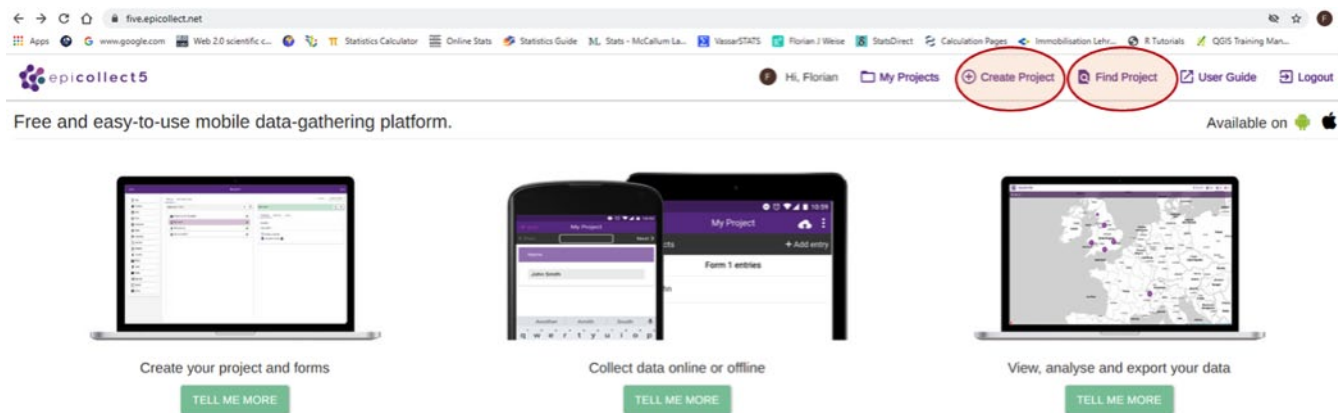 five.epicollect.net
Apps G www.google.com Web 2.0 scientific c... Statistics Calculator Online Stats Statistics Guide Stats - McCallum La... VassarSTATS Florian J Weise StatsDirect Calculation Pages Immobilisation Lehr... R Tutorials QGIS Training Man...
epicollect5 F Hi, Florian My Projects Create Project Find Project User Guide Logout
Free and easy-to-use mobile data-gathering platform. Available on
10:59
My Project
My Project
Next
+ Add entry
Form 1 entries
John Smith
q w e r t y u i o p
Create your project and forms Collect data online or offline View, analyse and export your data
TELL ME MORE TELL ME MORE TELL ME MORE